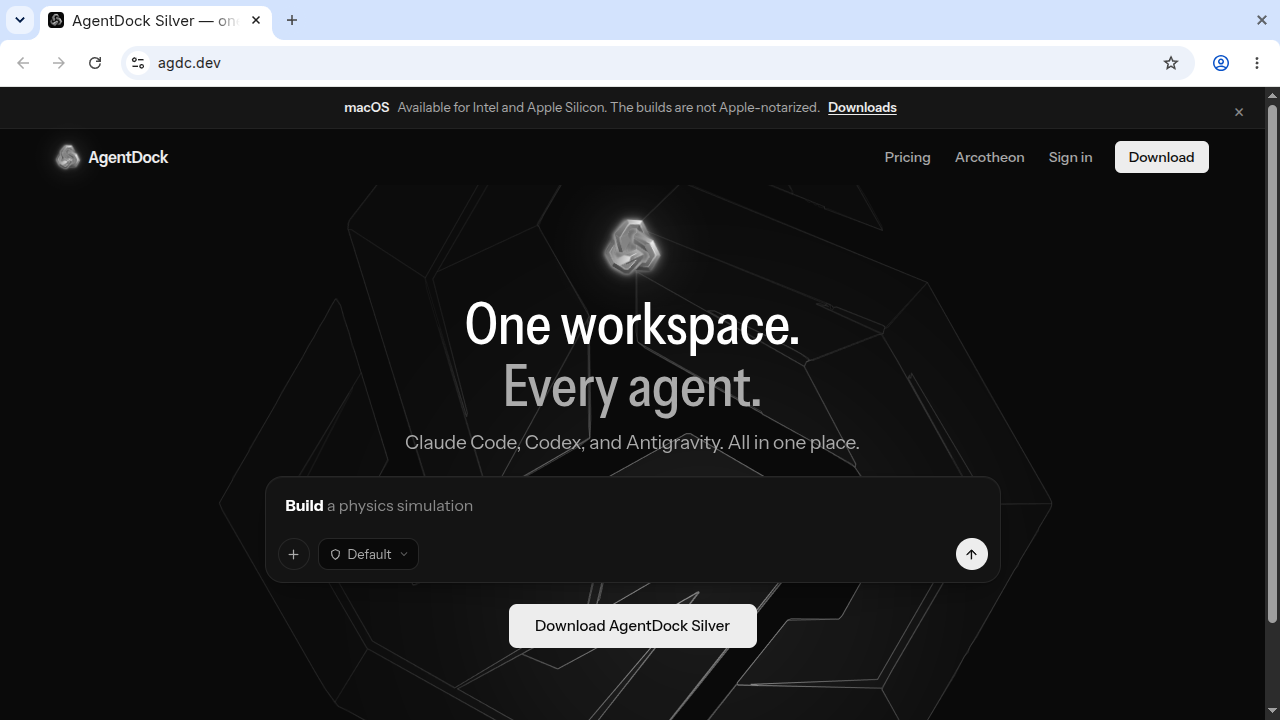 AgentDock Silver — one
agdc.dev
macOS Available for Intel and Apple Silicon. The builds are not Apple-notarized. Downloads
AgentDock
Pricing Arcotheon Sign in Download
One workspace.
Every agent.
Claude Code, Codex, and Antigravity. All in one place.
Build a physics simulation
Default
Download AgentDock Silver